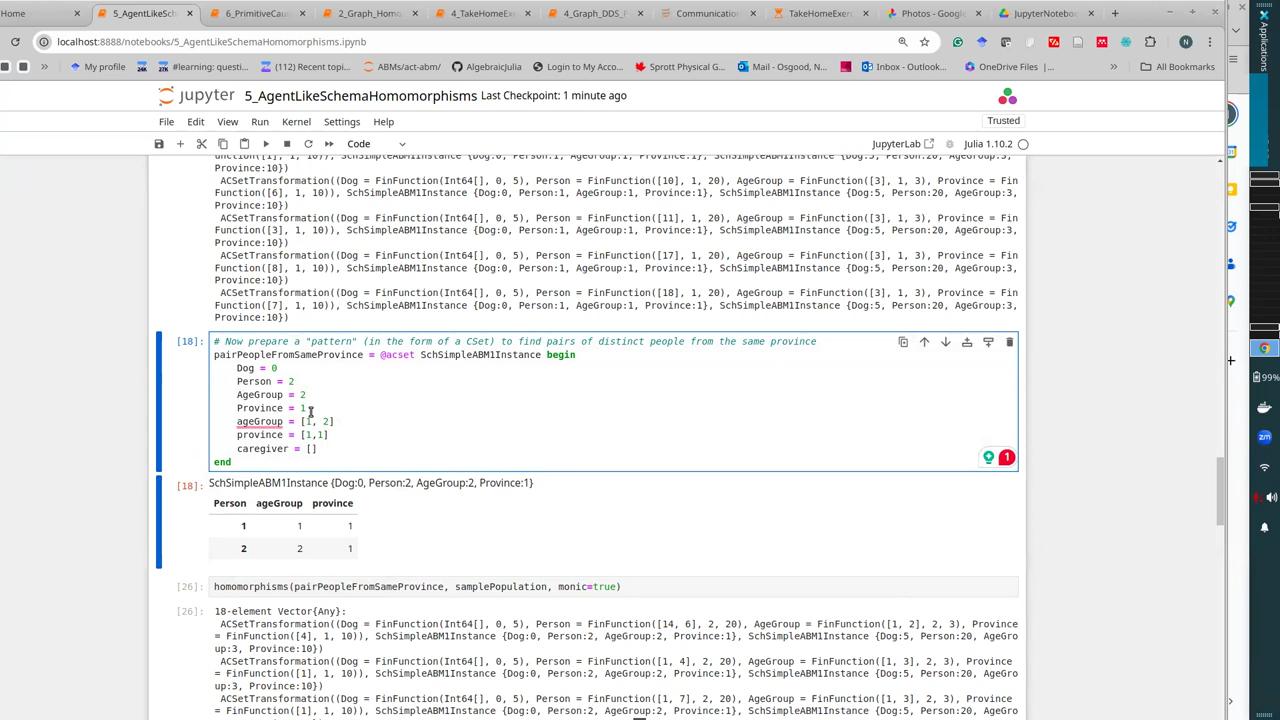 Home
5_AgentLikeSche
6_PrimitiveCaus
2_Graph_Homo
4_TakeHomeExer
4_Graph_DDS_F
Communication
TakeHomeExerc
Photos - Google
JupyterNotebo
localhost:8888/notebooks/5_AgentLikeSchemaHomomorphisms.ipynb
My profile
#learning: questi...
(112) Recent topi...
ABMs/act-abm/
AlgebraicJulia
Duo to My Acco...
Sprott Physical G...
Mail - Osgood, N...
Inbox - Outlook...
OneDrive Files |...
All Bookmarks
Applications
jupyter 5_AgentLikeSchemaHomomorphisms Last Checkpoint: 1 minute ago
File Edit View Run Kernel Settings Help
Trusted
Code
JupyterLab
Julia 1.10.2
Province:10})
ACSetTransformation((Dog = FinFunction(Int64[], 0, 5), Person = FinFunction([10], 1, 20), AgeGroup = FinFunction([3], 1, 3), Province = Fin
Function([6], 1, 10)), SchSimpleABM1Instance {Dog:0, Person:1, AgeGroup:1, Province:1}, SchSimpleABM1Instance {Dog:5, Person:20, AgeGroup:3,
Province:10})
ACSetTransformation((Dog = FinFunction(Int64[], 0, 5), Person = FinFunction([11], 1, 20), AgeGroup = FinFunction([3], 1, 3), Province = Fin
Function([3], 1, 10)), SchSimpleABM1Instance {Dog:0, Person:1, AgeGroup:1, Province:1}, SchSimpleABM1Instance {Dog:5, Person:20, AgeGroup:3,
Province:10})
ACSetTransformation((Dog = FinFunction(Int64[], 0, 5), Person = FinFunction([17], 1, 20), AgeGroup = FinFunction([3], 1, 3), Province = Fin
Function([8], 1, 10)), SchSimpleABM1Instance {Dog:0, Person:1, AgeGroup:1, Province:1}, SchSimpleABM1Instance {Dog:5, Person:20, AgeGroup:3,
Province:10})
ACSetTransformation((Dog = FinFunction(Int64[], 0, 5), Person = FinFunction([18], 1, 20), AgeGroup = FinFunction([3], 1, 3), Province = Fin
Function([7], 1, 10)), SchSimpleABM1Instance {Dog:0, Person:1, AgeGroup:1, Province:1}, SchSimpleABM1Instance {Dog:5, Person:20, AgeGroup:3,
Province:10})
[18]: # Now prepare a "pattern" (in the form of a CSet) to find pairs of distinct people from the same province
pairPeopleFromSameProvince = @acset SchSimpleABM1Instance begin
Dog = 0
Person = 2
AgeGroup = 2
Province = 1
ageGroup = [1, 2]
province = [1,1]
caregiver = []
end
1
99%
[18]: SchSimpleABM1Instance {Dog:0, Person:2, AgeGroup:2, Province:1}
Person ageGroup province
1 1 1
2 2 1
[26]: homomorphisms(pairPeopleFromSameProvince, samplePopulation, monic=true)
[26]: 18-element Vector{Any}:
ACSetTransformation((Dog = FinFunction(Int64[], 0, 5), Person = FinFunction([14, 6], 2, 20), AgeGroup = FinFunction([1, 2], 2, 3), Province
= FinFunction([4], 1, 10)), SchSimpleABM1Instance {Dog:0, Person:2, AgeGroup:2, Province:1}, SchSimpleABM1Instance {Dog:5, Person:20, AgeGro
up:3, Province:10})
ACSetTransformation((Dog = FinFunction(Int64[], 0, 5), Person = FinFunction([1, 4], 2, 20), AgeGroup = FinFunction([1, 3], 2, 3), Province
= FinFunction([1], 1, 10)), SchSimpleABM1Instance {Dog:0, Person:2, AgeGroup:2, Province:1}, SchSimpleABM1Instance {Dog:5, Person:20, AgeGro
up:3, Province:10})
ACSetTransformation((Dog = FinFunction(Int64[], 0, 5), Person = FinFunction([1, 7], 2, 20), AgeGroup = FinFunction([1, 3], 2, 3), Province
= FinFunction([1], 1, 10)), SchSimpleABM1Instance {Dog:0, Person:2, AgeGroup:2, Province:1}, SchSimpleABM1Instance {Dog:5, Person:20, AgeGro